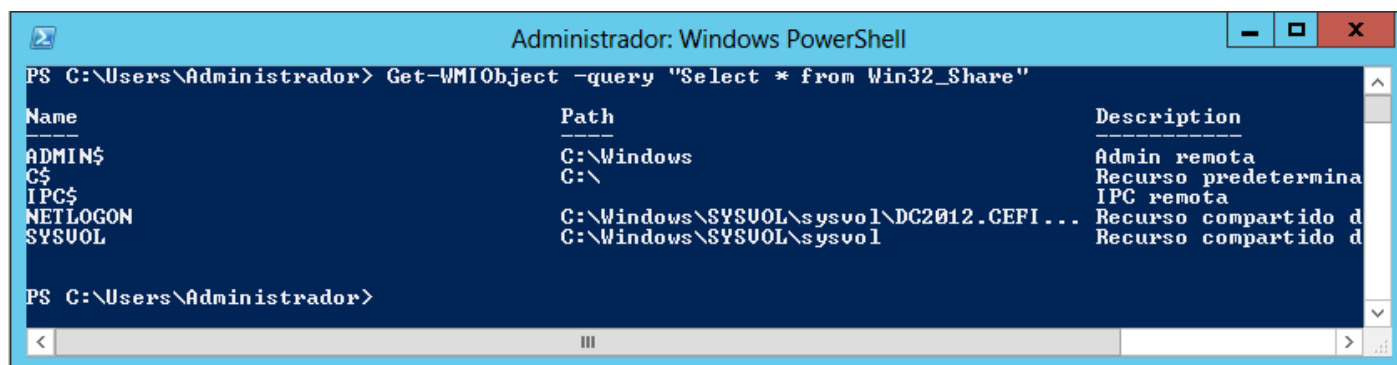 Administrador: Windows PowerShell
PS C:\Users\Administrador> Get-WMIObject -query "Select * from Win32_Share"
Name Path Description
---- ---- -----------
ADMIN$ C:\Windows Admin remota
C$ C:\ Recurso predetermina
IPC$ IPC remota
NETLOGON C:\Windows\SYSVOL\sysvol\DC2012.CEFI... Recurso compartido d
SYSVOL C:\Windows\SYSVOL\sysvol Recurso compartido d
PS C:\Users\Administrador>